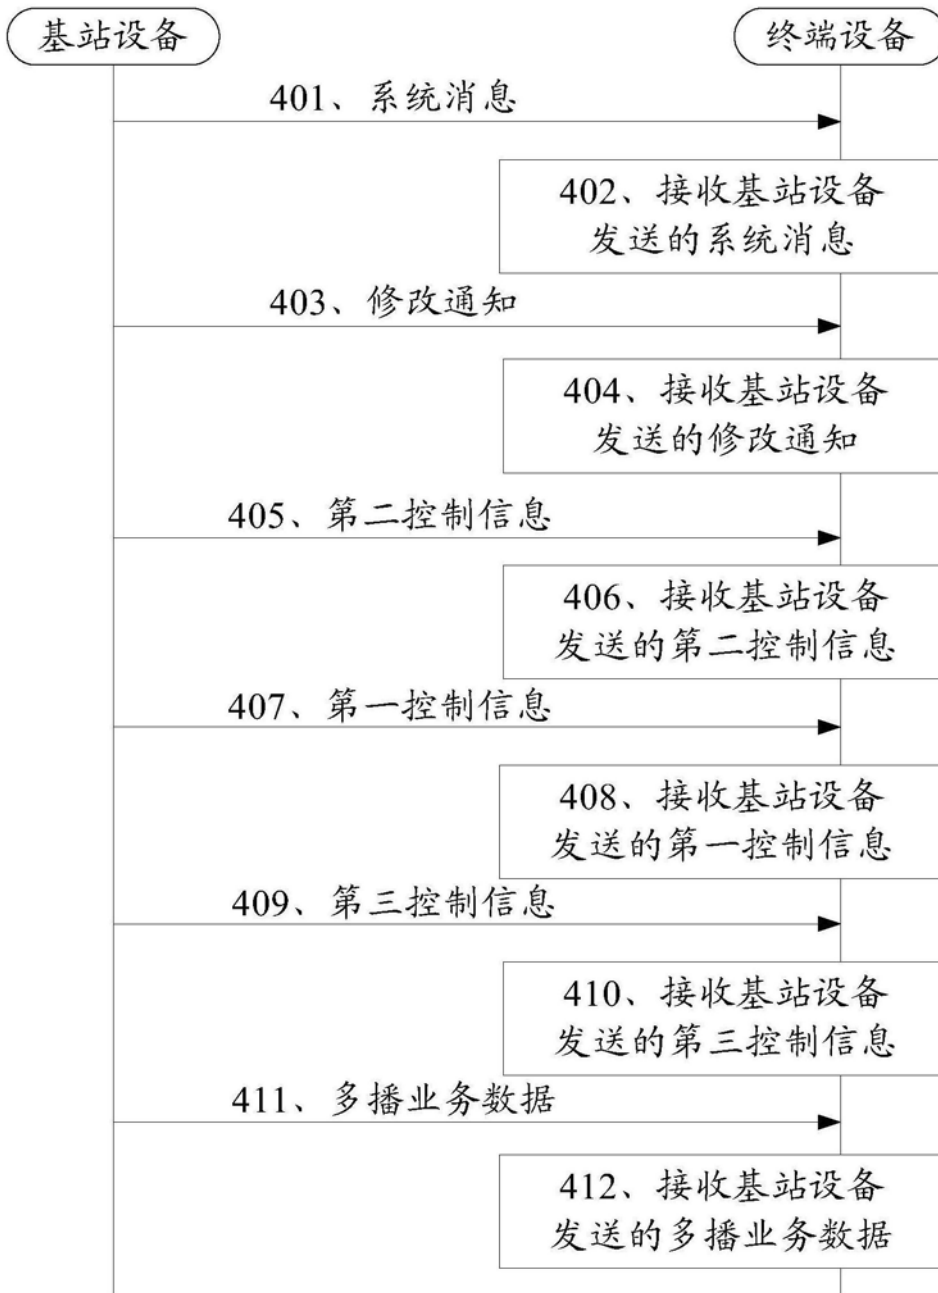 基站设备
终端设备
401、系统消息
402、接收基站设备
发送的系统消息
403、修改通知
404、接收基站设备
发送的修改通知
405、第二控制信息
406、接收基站设备
发送的第二控制信息
407、第一控制信息
408、接收基站设备
发送的第一控制信息
409、第三控制信息
410、接收基站设备
发送的第三控制信息
411、多播业务数据
412、接收基站设备
发送的多播业务数据